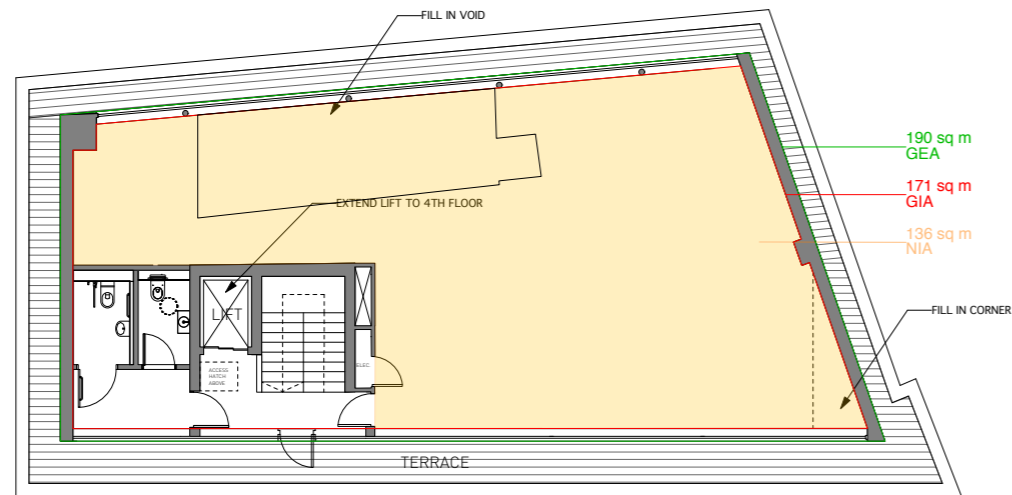 FILL IN VOID
190 sq m
GEA
171 sq m
GIA
EXTEND LIFT TO 4TH FLOOR
136 sq m
NIA
FILL IN CORNER
LIFT
ELEC.
ACCESS
HATCH
ABOVE
TERRACE